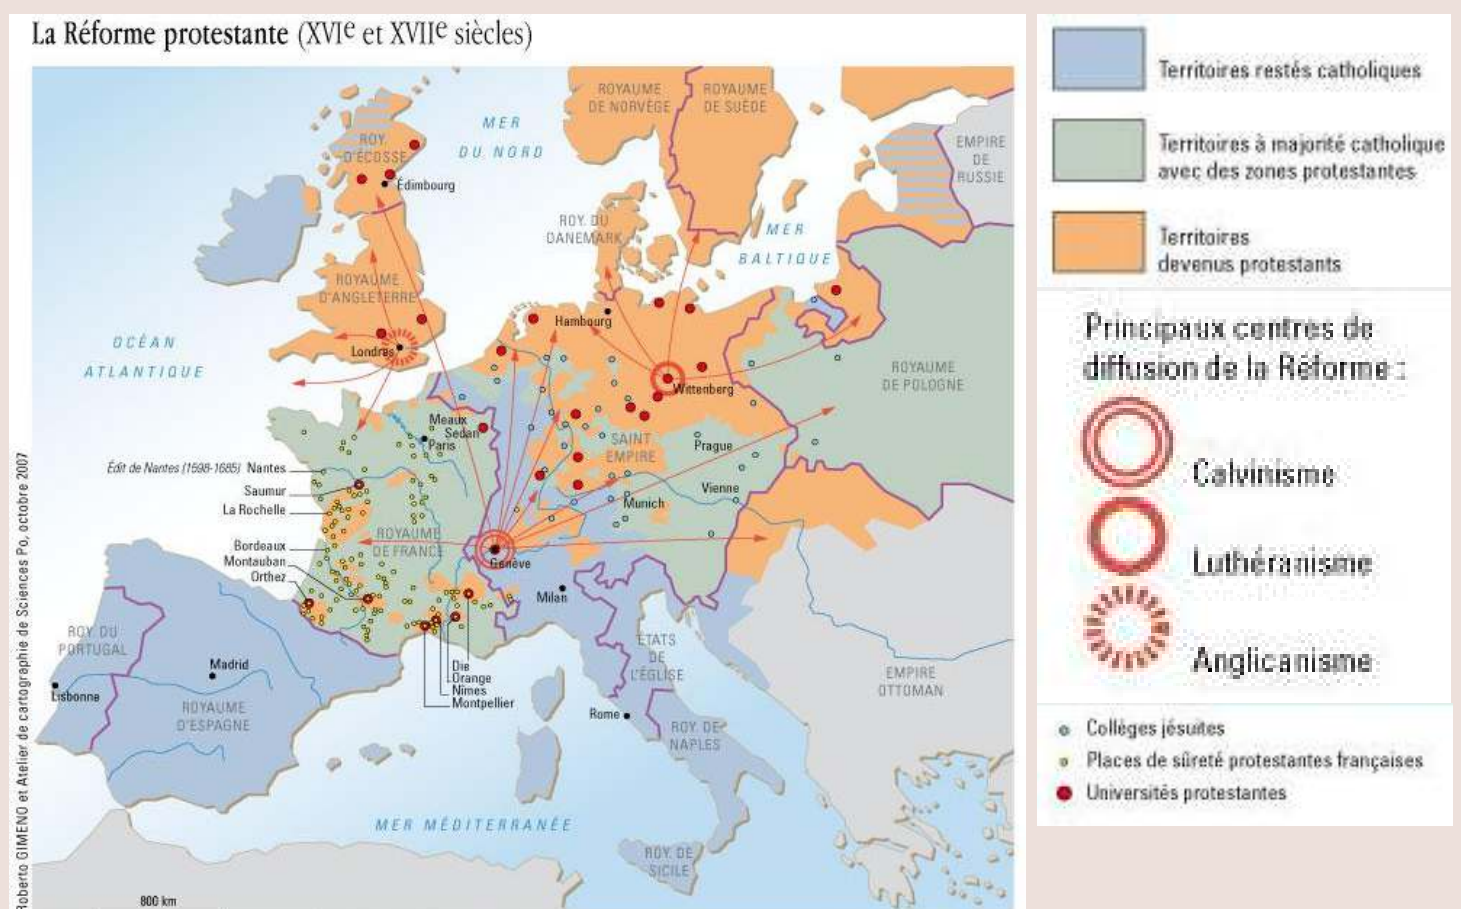 La Réforme protestante (XVIe et XVIIe siècles)
ROYAUME
DE NORVÈGE
ROYAUME
DE SUÈDE
MER
DU NORD
ROY.
D'ÉCOSSE
Édimbourg
EMPIRE
DE
RUSSIE
ROY. DU
DANEMARK
MER
BALTIQUE
ROYAUME
D'ANGLETERRE
Hambourg
Londres
OCÉAN
ATLANTIQUE
ROYAUME
DE POLOGNE
Wittenberg
Meaux
Sedan
Paris
SAINT
EMPIRE
Prague
Édit de Nantes (1598-1685) Nantes
Saumur
La Rochelle
Vienne
Munich
ROYAUME
DE FRANCE
Bordeaux
Montauban
Orthez
Genève
Milan
ROY. DU
PORTUGAL
Madrid
Lisbonne
ROYAUME
D'ESPAGNE
Die
Orange
Nîmes
Montpellier
ÉTATS
DE
L'ÉGLISE
Rome
ROY. DE
NAPLES
EMPIRE
OTTOMAN
MER MÉDITERRANÉE
ROY. DE
SICILE
800 km
Roberto GIMENO et Atelier de cartographie de Sciences Po, octobre 2007
Territoires restés catholiques
Territoires à majorité catholique
avec des zones protestantes
Territoires
devenus protestants
Principaux centres de
diffusion de la Réforme :
Calvinisme
Luthéranisme
Anglicanisme
Collèges jésuites
Places de sûreté protestantes françaises
Universités protestantes